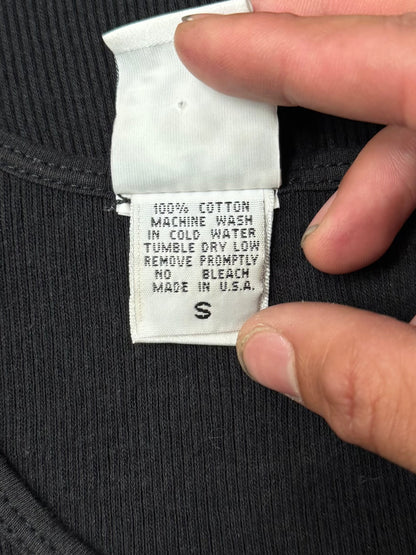 100% COTTON
MACHINE WASH
IN COLD WATER
TUMBLE DRY LOW
REMOVE PROMPTLY
NO BLEACH
MADE IN U.S.A.
S